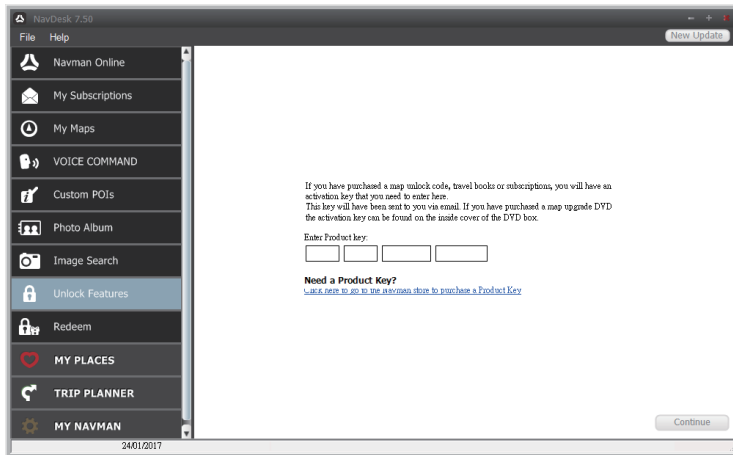 NavDesk 7.50
File Help
New Update
Navman Online
My Subscriptions
My Maps
VOICE COMMAND
Custom POIs
Photo Album
Image Search
Unlock Features
Redeem
MY PLACES
TRIP PLANNER
MY NAVMAN
If you have purchased a map unlock code, travel books or subscriptions, you will have an
activation key that you need to enter here.
This key will have been sent to you via email. If you have purchased a map upgrade DVD
the activation key can be found on the inside cover of the DVD box.
Enter Product key:
Need a Product Key?
Click here to go to the Navman store to purchase a Product Key
Continue
24/01/2017